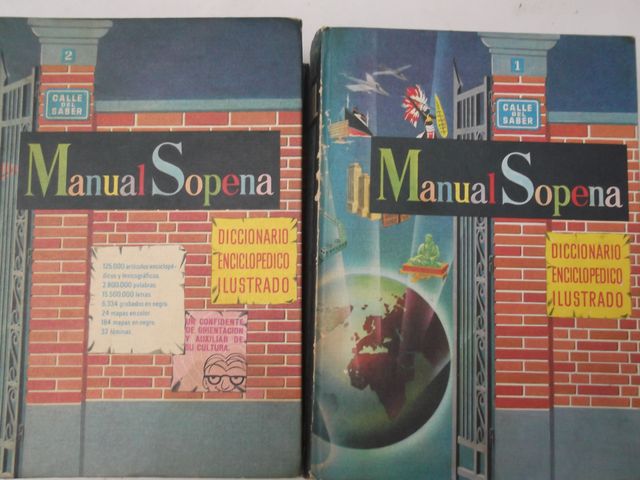 2
CALLE
DEL
SABER
Manual Sopena
DICCIONARIO
ENCICLOPEDICO
ILUSTRADO
125.000 artículos enciclopé-
dicos y lexicográficos.
2.800.000 palabras.
15.500.000 letras.
6.334 grabados en negro.
24 mapas en color.
184 mapas en negro.
32 láminas.
UN CONFIDENTE,
DE ORIENTACION
Y AUXILIAR DE
SU CULTURA.
1
CALLE
DEL
SABER
Manual Sopena
DICCIONARIO
ENCICLOPEDICO
ILUSTRADO